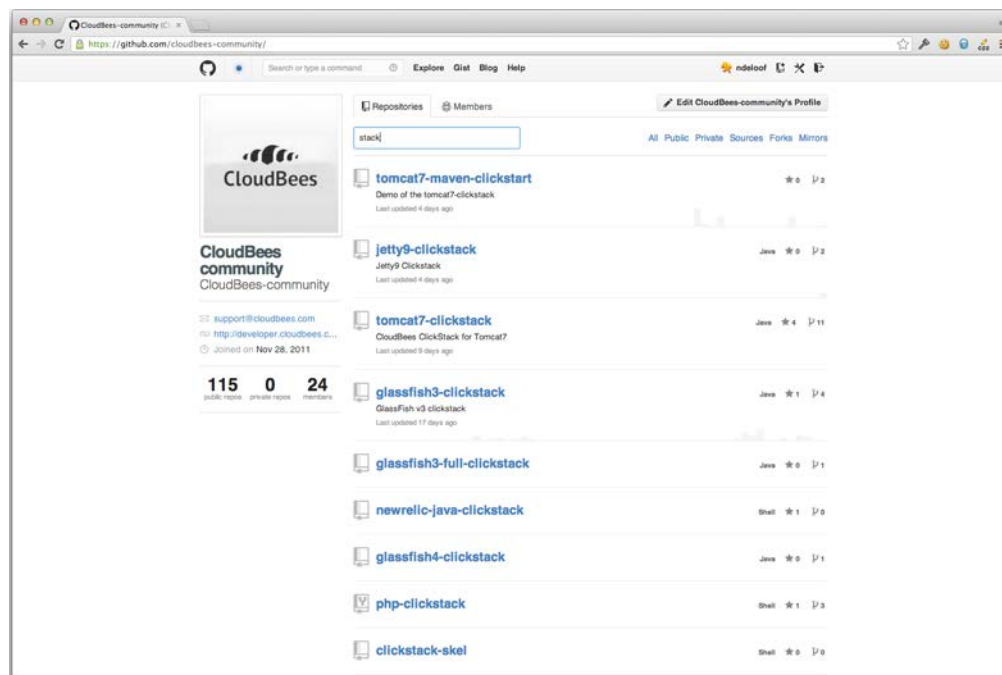 CloudBees-community (C
https://github.com/cloudbees-community/
Search or type a command
Explore Gist Blog Help
ndeloof
Repositories
Members
Edit CloudBees-community's Profile
stack
All Public Private Sources Forks Mirrors
CloudBees
CloudBees
community
CloudBees-community
support@cloudbees.com
http://developer.cloudbees.c...
Joined on Nov 28, 2011
115 0 24
public repos private repos members
tomcat7-maven-clickstart
0 2
Demo of the tomcat7-clickstack
Last updated 4 days ago
jetty9-clickstack
Java 0 2
Jetty9 Clickstack
Last updated 4 days ago
tomcat7-clickstack
Java 4 11
CloudBees ClickStack for Tomcat7
Last updated 9 days ago
glassfish3-clickstack
Java 1 4
GlassFish v3 clickstack
Last updated 17 days ago
glassfish3-full-clickstack
Java 0 1
newrelic-java-clickstack
Shell 1 0
glassfish4-clickstack
Java 0 1
php-clickstack
Shell 1 3
clickstack-skel
Shell 0 0